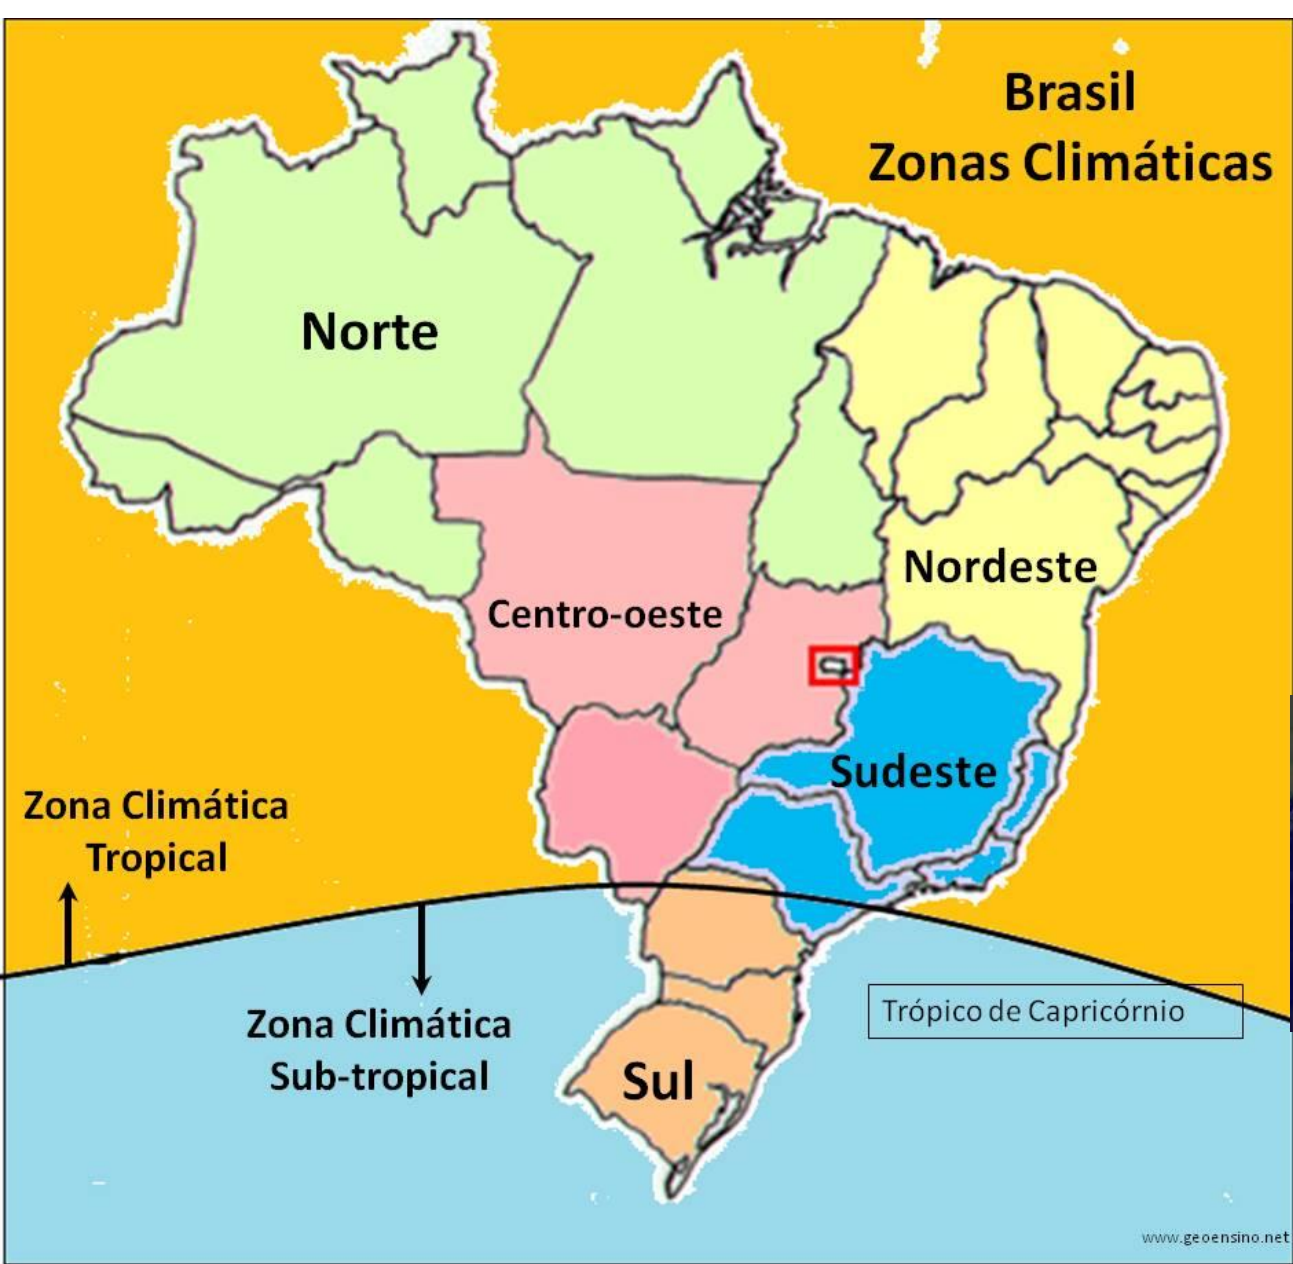 Brasil
Zonas Climáticas
Norte
Nordeste
Centro-oeste
Sudeste
Zona Climática
Tropical
Zona Climática
Sub-tropical
Trópico de Capricórnio
Sul
www.geoensino.net